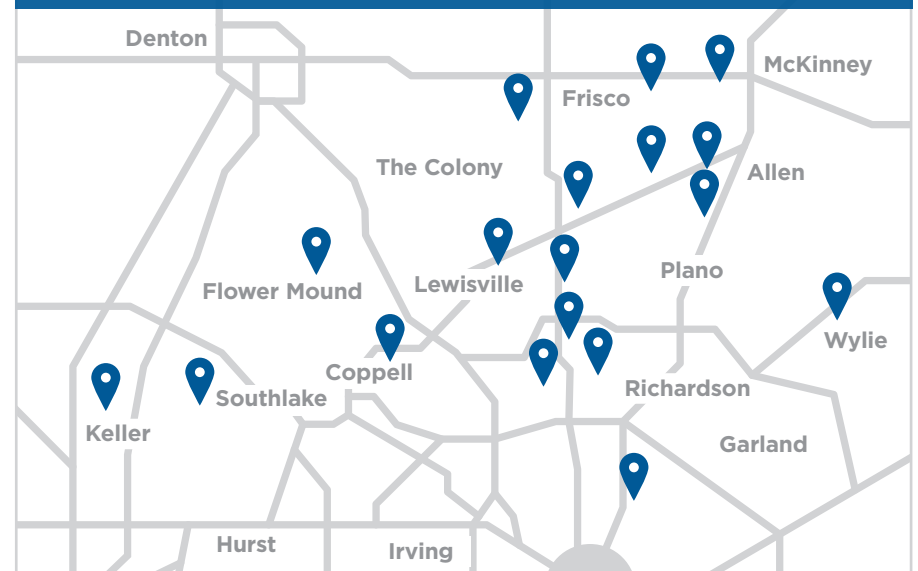 Denton
McKinney
Frisco
The Colony
Allen
Plano
Lewisville
Flower Mound
Wylie
Coppell
Richardson
Southlake
Keller
Garland
Hurst
Irving